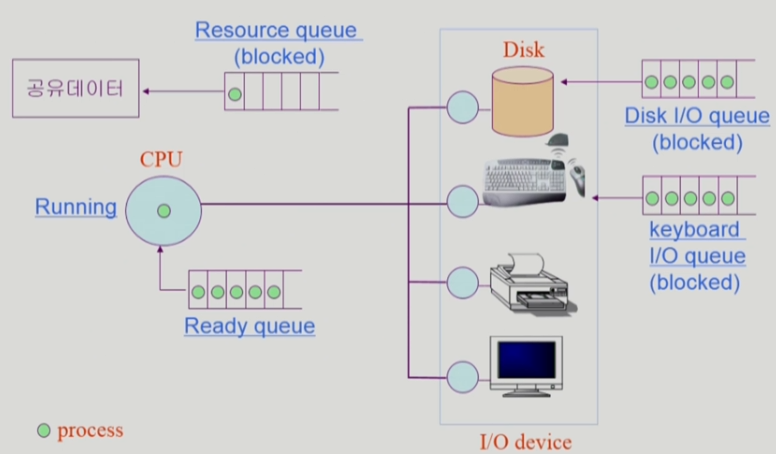 Resource queue
(blocked)
공유데이터
Disk
Disk I/O queue
(blocked)
CPU
Running
keyboard
I/O queue
(blocked)
Ready queue
process
I/O device